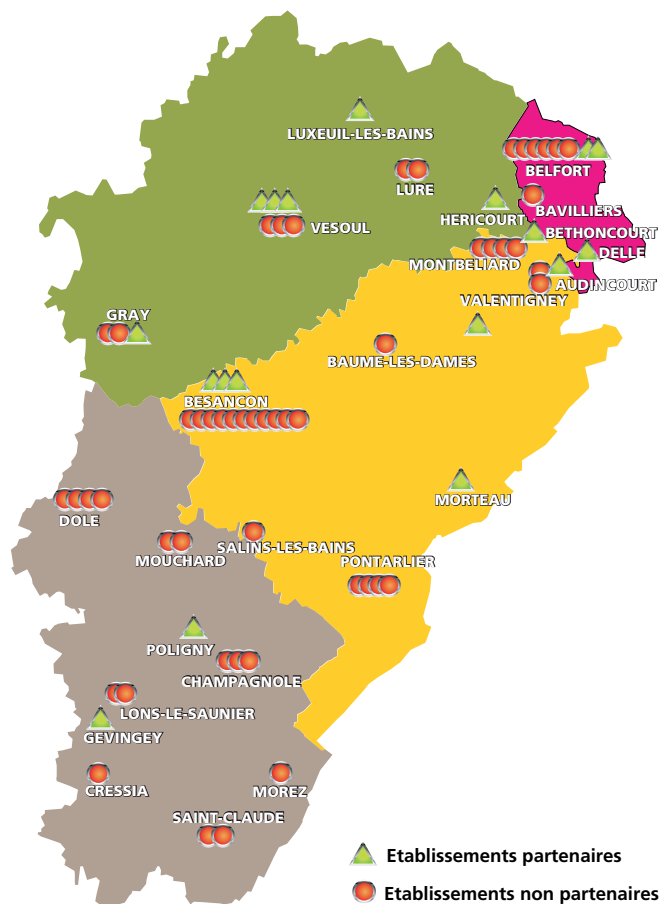 LUXEUIL-LES-BAINS
BELFORT
LURE
HERICOURT
BAVILLIERS
VESOUL
BETHONCOURT
DELLE
MONTBELIARD
AUDINCOURT
VALENTIGNEY
GRAY
BAUME-LES-DAMES
BESANCON
MORTEAU
DOLE
SALINS-LES-BAINS
MOUCHARD
PONTARLIER
POLIGNY
CHAMPAGNOLE
LONS-LE-SAUNIER
GEVINGEY
CRESSIA
MOREZ
SAINT-CLAUDE
Etablissements partenaires
Etablissements non partenaires